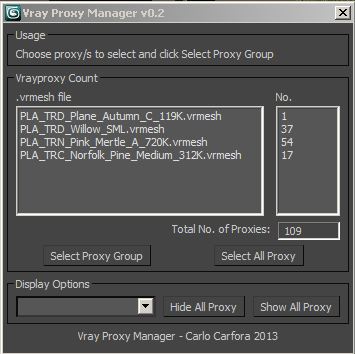 Vray Proxy Manager v0.2
Usage
Choose proxy/s to select and click Select Proxy Group
Vrayproxy Count
.vrmesh file No.
PLA_TRD_Plane_Autumn_C_119K.vrmesh 1
PLA_TRD_Willow_SML.vrmesh 37
PLA_TRN_Pink_Mertle_A_720K.vrmesh 54
PLA_TRC_Norfolk_Pine_Medium_312K.vrmesh 17
Total No. of Proxies: 109
Select Proxy Group Select All Proxy
Display Options
Hide All Proxy Show All Proxy
Vray Proxy Manager - Carlo Carfora 2013